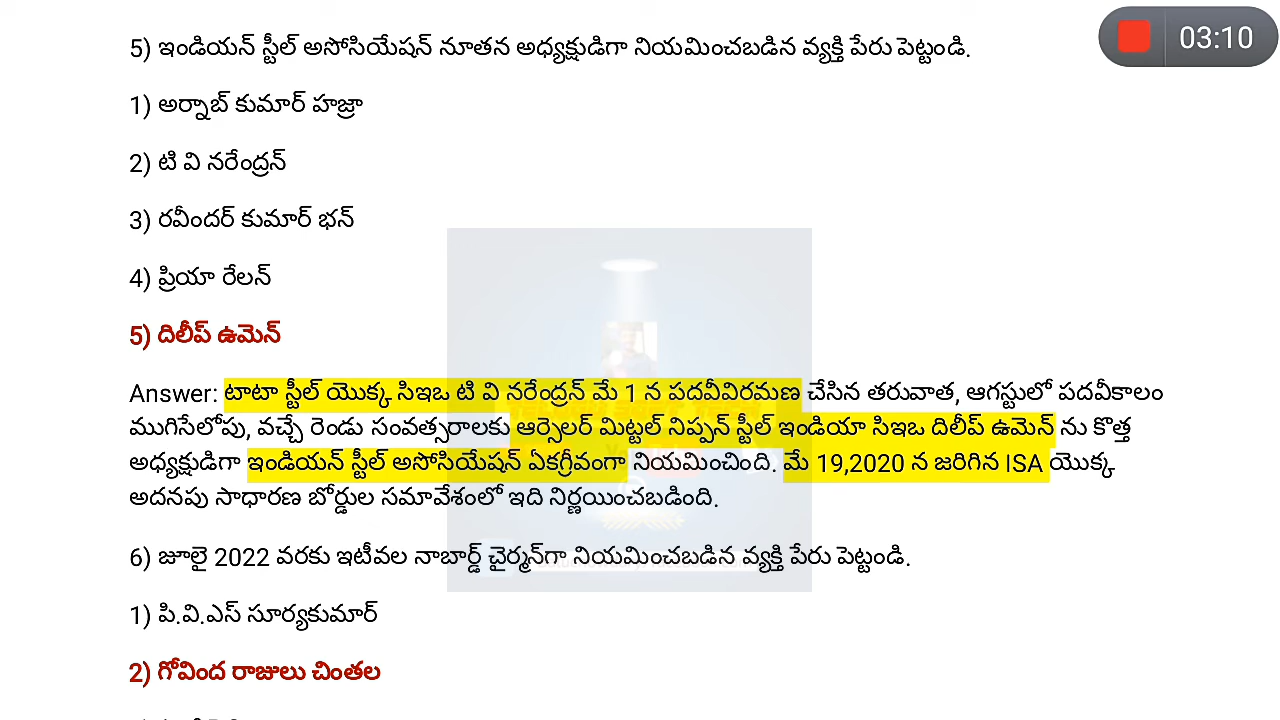 03:10
5) ఇండియన్ స్టీల్ అసోసియేషన్ నూతన అధ్యక్షుడిగా నియమించబడిన వ్యక్తి పేరు పెట్టండి.
1) అర్నాబ్ కుమార్ హజ్రా
2) టి వి నరేంద్రన్
3) రవీందర్ కుమార్ భన్
4) ప్రియా రేలన్
5) దిలీప్ ఉమెన్
Answer: టాటా స్టీల్ యొక్క సిఇఒ టి వి నరేంద్రన్ మే 1 న పదవీవిరమణ చేసిన తరువాత, ఆగస్టులో పదవీకాలం
ముగిసేలోపు, వచ్చే రెండు సంవత్సరాలకు ఆర్సెలర్ మిట్టల్ నిప్పన్ స్టీల్ ఇండియా సిఇఒ దిలీప్ ఉమెన్ ను కొత్త
అధ్యక్షుడిగా ఇండియన్ స్టీల్ అసోసియేషన్ ఏకగ్రీవంగా నియమించింది. మే 19,2020 న జరిగిన ISA యొక్క
అదనపు సాధారణ బోర్డుల సమావేశంలో ఇది నిర్ణయించబడింది.
6) జూలై 2022 వరకు ఇటీవల నాబార్డ్ చైర్మన్‌గా నియమించబడిన వ్యక్తి పేరు పెట్టండి.
1) పి.వి.ఎస్ సూర్యకుమార్
2) గోవింద రాజులు చింతల